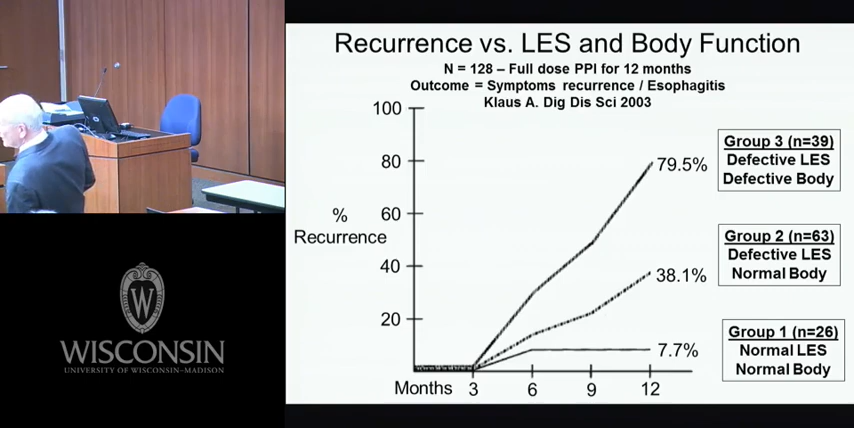 Recurrence vs. LES and Body Function
N = 128 – Full dose PPI for 12 months
Outcome = Symptoms recurrence / Esophagitis
Klaus A. Dig Dis Sci 2003
100
80
60
40
20
%
Recurrence
79.5%
38.1%
7.7%
Months 3 6 9 12
Group 3 (n=39)
Defective LES
Defective Body
Group 2 (n=63)
Defective LES
Normal Body
Group 1 (n=26)
Normal LES
Normal Body
W
WISCONSIN
UNIVERSITY OF WISCONSIN–MADISON